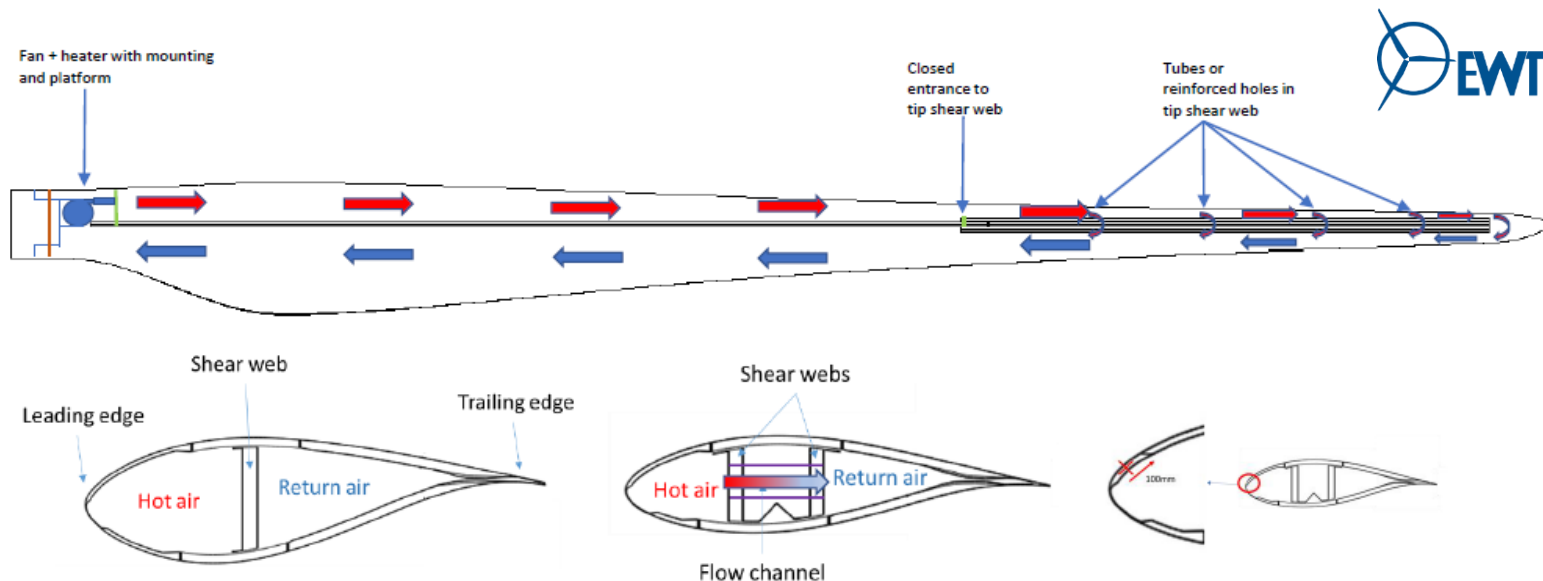 Fan + heater with mounting
and platform
Closed
entrance to
tip shear web
Tubes or
reinforced holes in
tip shear web
EWT
Shear web
Leading edge
Trailing edge
Hot air
Return air
Shear webs
Hot air
Return air
Flow channel
100mm